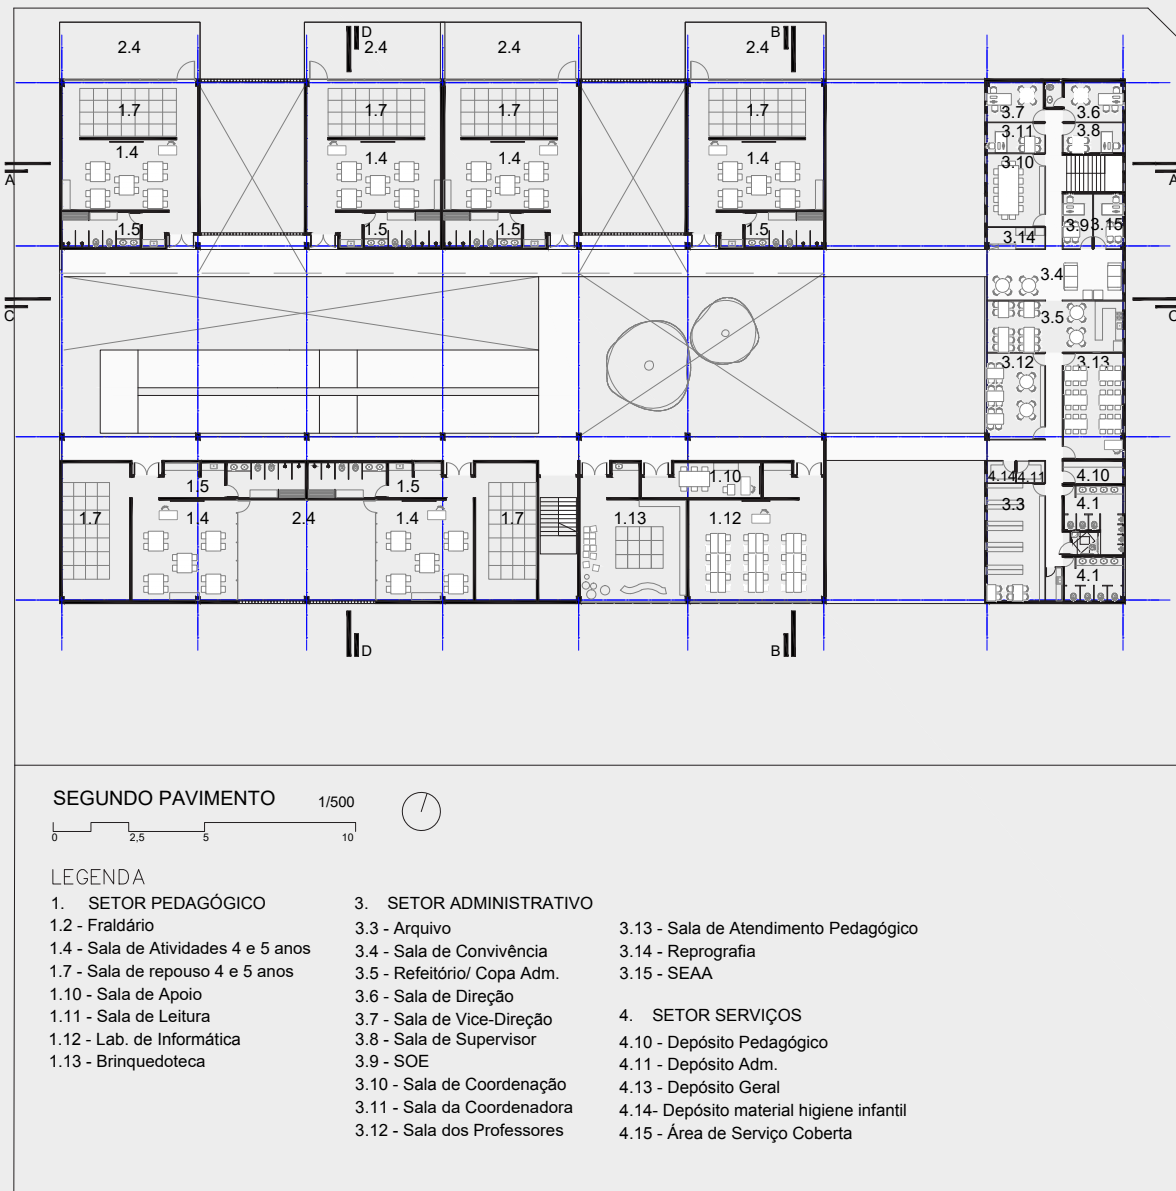 D B
2.4 2.4 2.4 2.4
1.7 1.7 1.7 1.7 3.7 3.6
3.11 3.8
1.4 1.4 1.4 1.4 3.10
A A
1.5 1.5 1.5 1.5 3.9 3.15
3.14
3.4
C C
3.5
3.12 3.13
1.5 1.5 1.10 4.14 4.11 4.10
1.7 1.4 2.4 1.4 1.7 1.13 1.12 3.3 4.1
4.1
D B
SEGUNDO PAVIMENTO 1/500
0 2,5 5 10
LEGENDA
1. SETOR PEDAGÓGICO
1.2 - Fraldário
1.4 - Sala de Atividades 4 e 5 anos
1.7 - Sala de repouso 4 e 5 anos
1.10 - Sala de Apoio
1.11 - Sala de Leitura
1.12 - Lab. de Informática
1.13 - Brinquedoteca
3. SETOR ADMINISTRATIVO
3.3 - Arquivo
3.4 - Sala de Convivência
3.5 - Refeitório/ Copa Adm.
3.6 - Sala de Direção
3.7 - Sala de Vice-Direção
3.8 - Sala de Supervisor
3.9 - SOE
3.10 - Sala de Coordenação
3.11 - Sala da Coordenadora
3.12 - Sala dos Professores
3.13 - Sala de Atendimento Pedagógico
3.14 - Reprografia
3.15 - SEAA
4. SETOR SERVIÇOS
4.10 - Depósito Pedagógico
4.11 - Depósito Adm.
4.13 - Depósito Geral
4.14- Depósito material higiene infantil
4.15 - Área de Serviço Coberta